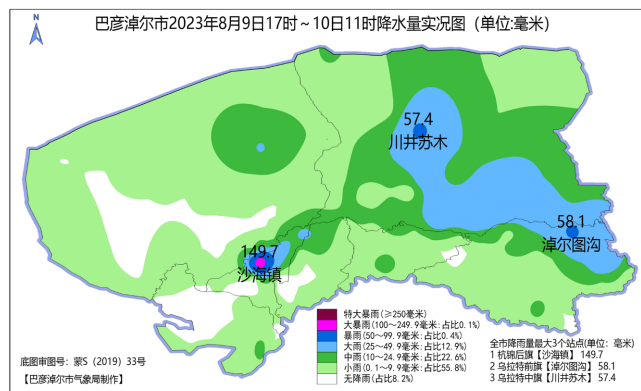 巴彦淖尔市2023年8月9日17时～10日11时降水量实况图（单位:毫米）
N
57.4
川井苏木
58.1
淖尔图沟
149.7
沙海镇
特大暴雨(≥250毫米)
大暴雨(100～249.9毫米:占比0.1%)
暴雨(50～99.9毫米:占比0.4%)
大雨(25～49.9毫米:占比12.9%)
中雨(10～24.9毫米:占比22.6%)
小雨(0.1～9.9毫米:占比55.8%)
无降雨(占比8.2%)
全市降雨量最大3个站点(单位：毫米)
1 杭锦后旗【沙海镇】149.7
2 乌拉特前旗【淖尔图沟】58.1
3 乌拉特中旗【川井苏木】57.4
底图审图号：蒙S（2019）33号
【巴彦淖尔市气象局制作】